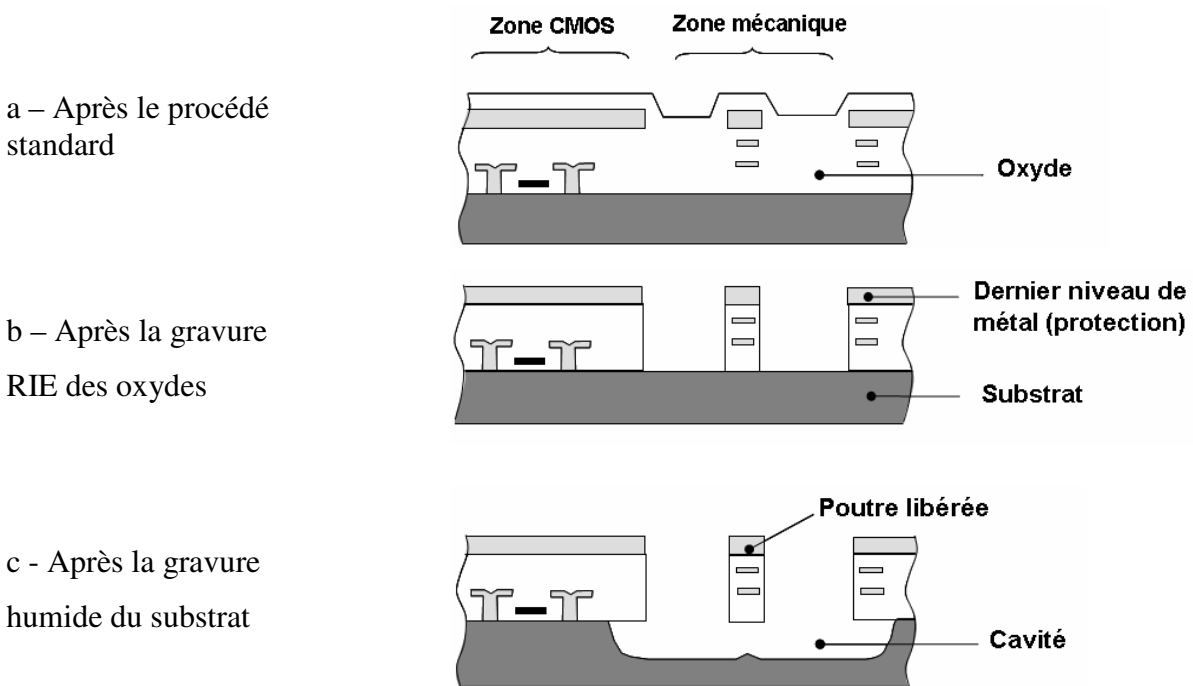 Zone CMOS
Zone mécanique
a – Après le procédé
standard
Oxyde
b – Après la gravure
RIE des oxydes
Dernier niveau de
métal (protection)
Substrat
c - Après la gravure
humide du substrat
Poutre libérée
Cavité